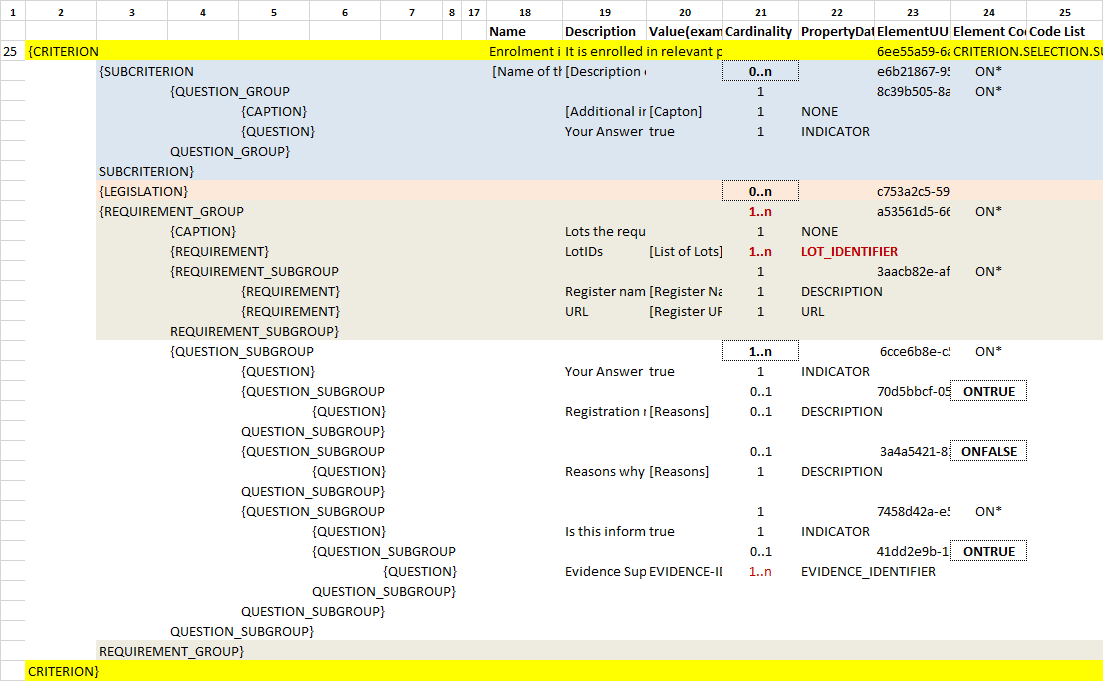 1 2 3 4 5 6 7 8 17 18 19 20 21 22 23 24 25
Name Description Value(exam Cardinality PropertyDat ElementUU Element Coc Code List
25 {CRITERION Enrolment i It is enrolled in relevant p 6ee55a59-6a CRITERION.SELECTION.SU
{SUBCRITERION [Name of th [Description o 0..n e6b21867-95 ON*
{QUESTION_GROUP 1 8c39b505-8a ON*
{CAPTION} [Additional in [Capton] 1 NONE
{QUESTION} Your Answer true 1 INDICATOR
QUESTION_GROUP}
SUBCRITERION}
{LEGISLATION} 0..n c753a2c5-59
{REQUIREMENT_GROUP 1..n a53561d5-66 ON*
{CAPTION} Lots the requ 1 NONE
{REQUIREMENT} LotIDs [List of Lots] 1..n LOT_IDENTIFIER
{REQUIREMENT_SUBGROUP 1 3aacb82e-af ON*
{REQUIREMENT} Register nam [Register Na 1 DESCRIPTION
{REQUIREMENT} URL [Register UR 1 URL
REQUIREMENT_SUBGROUP}
{QUESTION_SUBGROUP 1..n 6cce6b8e-c5 ON*
{QUESTION} Your Answer true 1 INDICATOR
{QUESTION_SUBGROUP 0..1 70d5bbcf-05 ONTRUE
{QUESTION} Registration r [Reasons] 0..1 DESCRIPTION
QUESTION_SUBGROUP}
{QUESTION_SUBGROUP 0..1 3a4a5421-8 ONFALSE
{QUESTION} Reasons why [Reasons] 1 DESCRIPTION
QUESTION_SUBGROUP}
{QUESTION_SUBGROUP 1 7458d42a-e5 ON*
{QUESTION} Is this inform true 1 INDICATOR
{QUESTION_SUBGROUP 0..1 41dd2e9b-1 ONTRUE
{QUESTION} Evidence Sup EVIDENCE-ID 1..n EVIDENCE_IDENTIFIER
QUESTION_SUBGROUP}
QUESTION_SUBGROUP}
QUESTION_SUBGROUP}
REQUIREMENT_GROUP}
CRITERION}